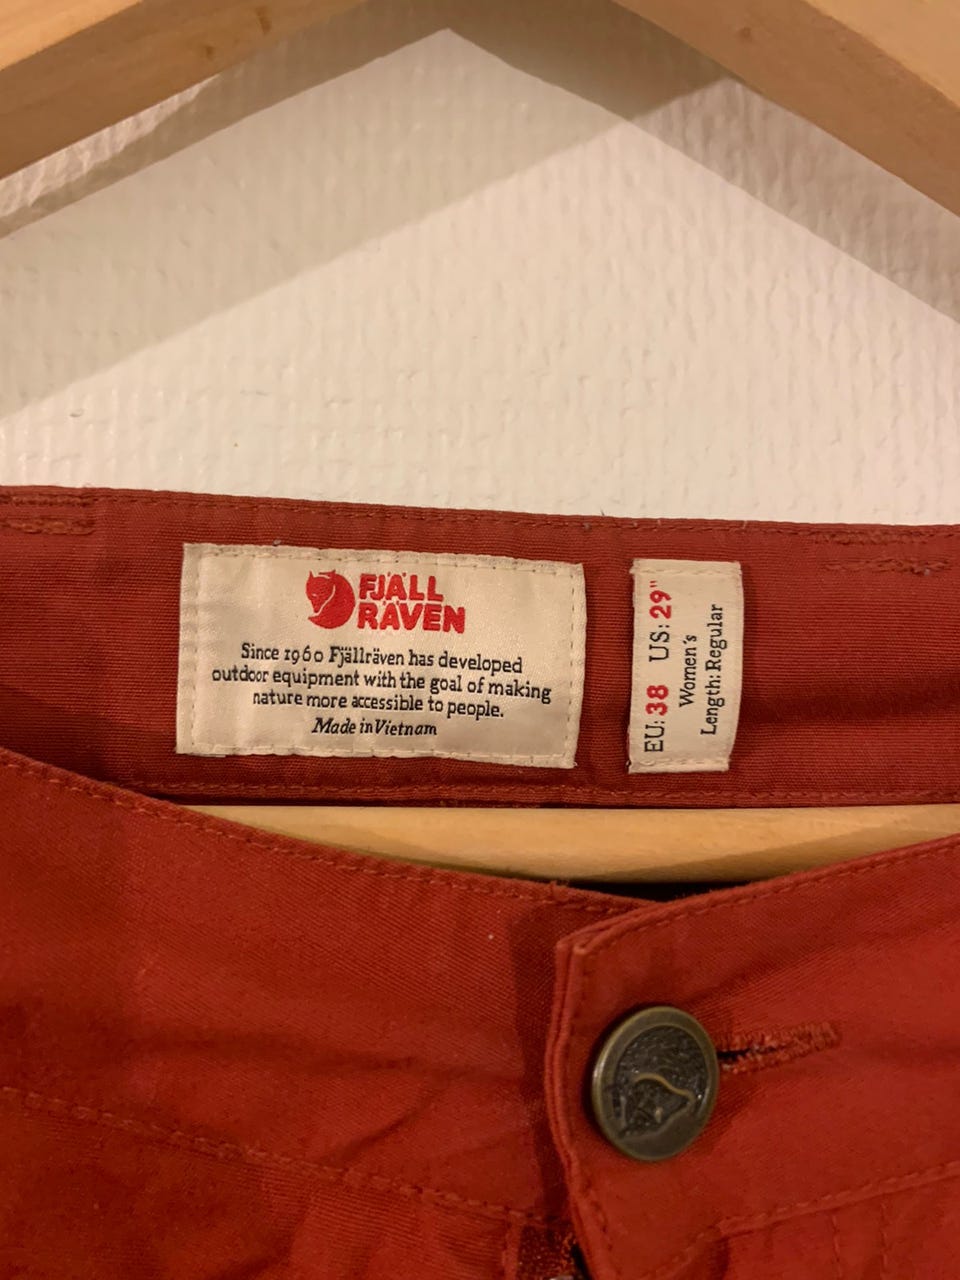 FJÄLL
RÄVEN
Since 1960 Fjällräven has developed
outdoor equipment with the goal of making
nature more accessible to people.
Made in Vietnam
EU: 38 US: 29"
Women's
Length: Regular